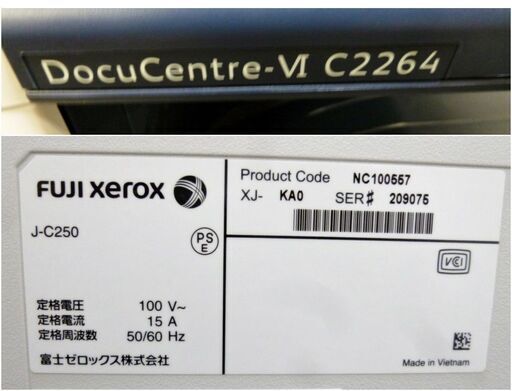 DocuCentre-VI C2264
FUJI xerox
Product Code NC100557
XJ- KA0 SER# 209075
J-C250
PS
E
VCI
定格電圧 100 V~
定格電流 15 A
定格周波数 50/60 Hz
富士ゼロックス株式会社
Made in Vietnam